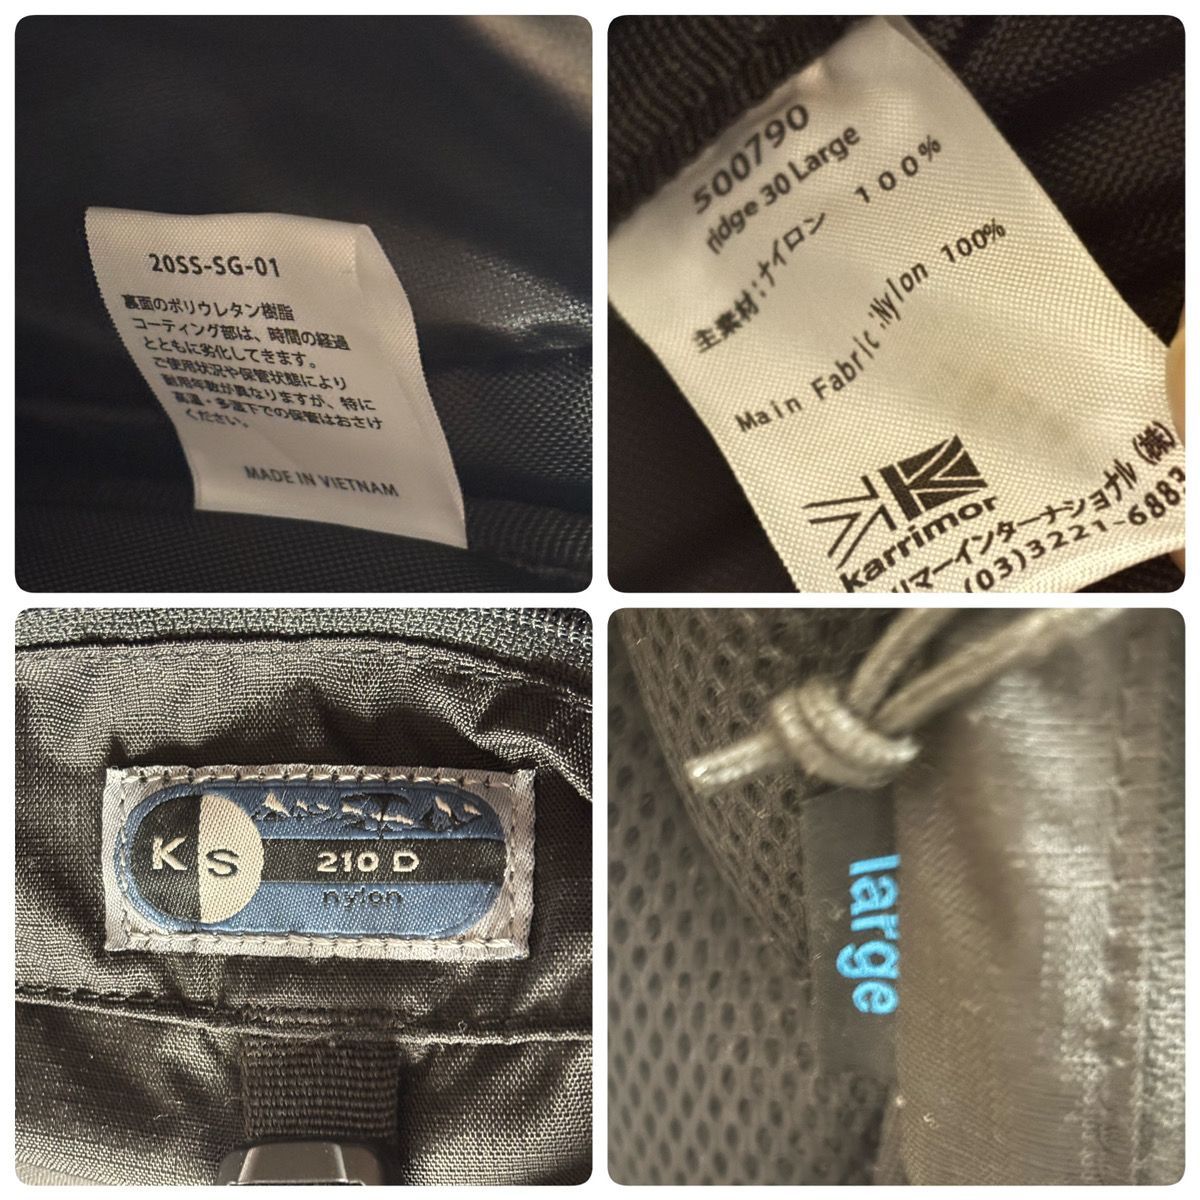 20SS-SG-01
裏面のポリウレタン樹脂
コーティング部は、時間の経過
とともに劣化してきます。
ご使用状況や保管状態により
耐用年数が異なりますが、特に
高温・多湿下での保管はおさけ
ください。
MADE IN VIETNAM
500790
ridge 30 Large
主素材:ナイロン 100%
Main Fabric:Nylon 100%
karrimor
リマーインターナショナル(株)
(03)3221-6883
KS
210 D
nylon
large